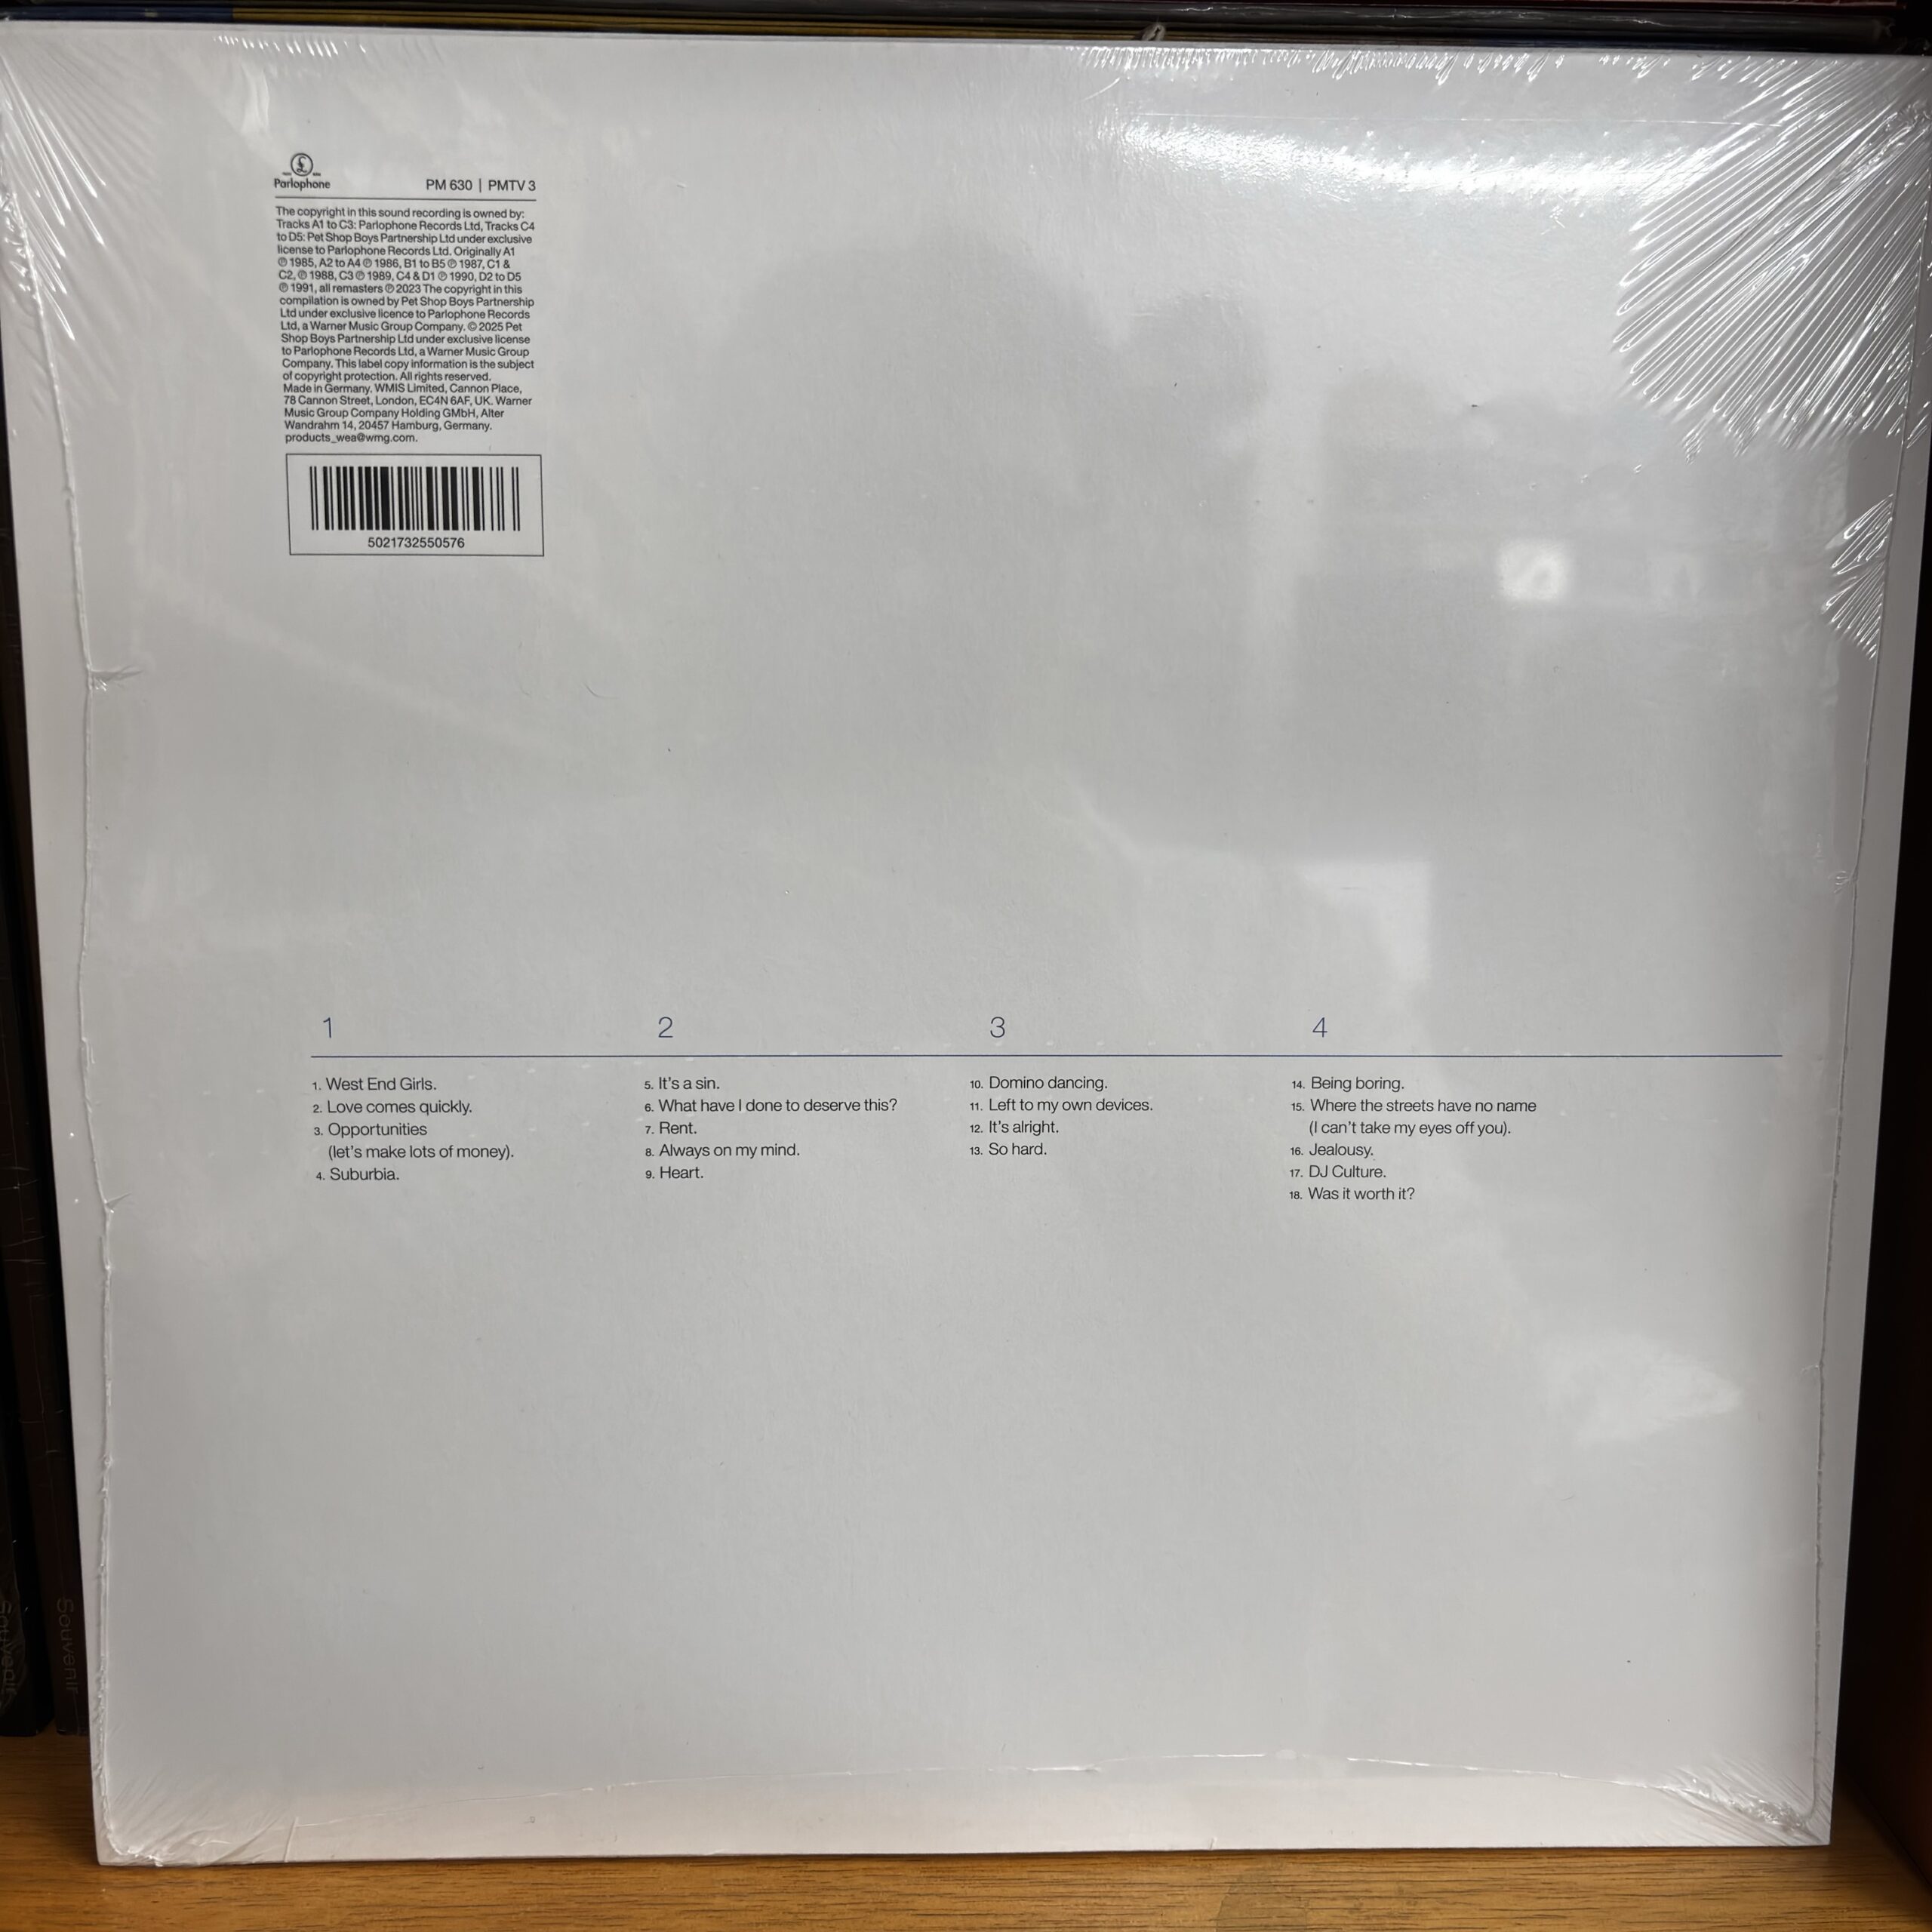 Parlophone
PM 630 | PMTV 3
The copyright in this sound recording is owned by:
Tracks A1 to C3: Parlophone Records Ltd, Tracks C4
to D5: Pet Shop Boys Partnership Ltd under exclusive
license to Parlophone Records Ltd. Originally A1
℗ 1985, A2 to A4 ℗ 1986, B1 to B5 ℗ 1987, C1 &
C2, ℗ 1988, C3 ℗ 1989, C4 & D1 ℗ 1990, D2 to D5
℗ 1991, all remasters ℗ 2023 The copyright in this
compilation is owned by Pet Shop Boys Partnership
Ltd under exclusive licence to Parlophone Records
Ltd, a Warner Music Group Company. © 2025 Pet
Shop Boys Partnership Ltd under exclusive license
to Parlophone Records Ltd, a Warner Music Group
Company. This label copy information is the subject
of copyright protection. All rights reserved.
Made in Germany. WMIS Limited, Cannon Place,
78 Cannon Street, London, EC4N 6AF, UK. Warner
Music Group Company Holding GMbH, Alter
Wandrahm 14, 20457 Hamburg, Germany.
products_wea@wmg.com.
5021732550576
1
1. West End Girls.
2. Love comes quickly.
3. Opportunities
(let's make lots of money).
4. Suburbia.
2
5. It's a sin.
6. What have I done to deserve this?
7. Rent.
8. Always on my mind.
9. Heart.
3
10. Domino dancing.
11. Left to my own devices.
12. It's alright.
13. So hard.
4
14. Being boring.
15. Where the streets have no name
(I can't take my eyes off you).
16. Jealousy.
17. DJ Culture.
18. Was it worth it?
Souvenir